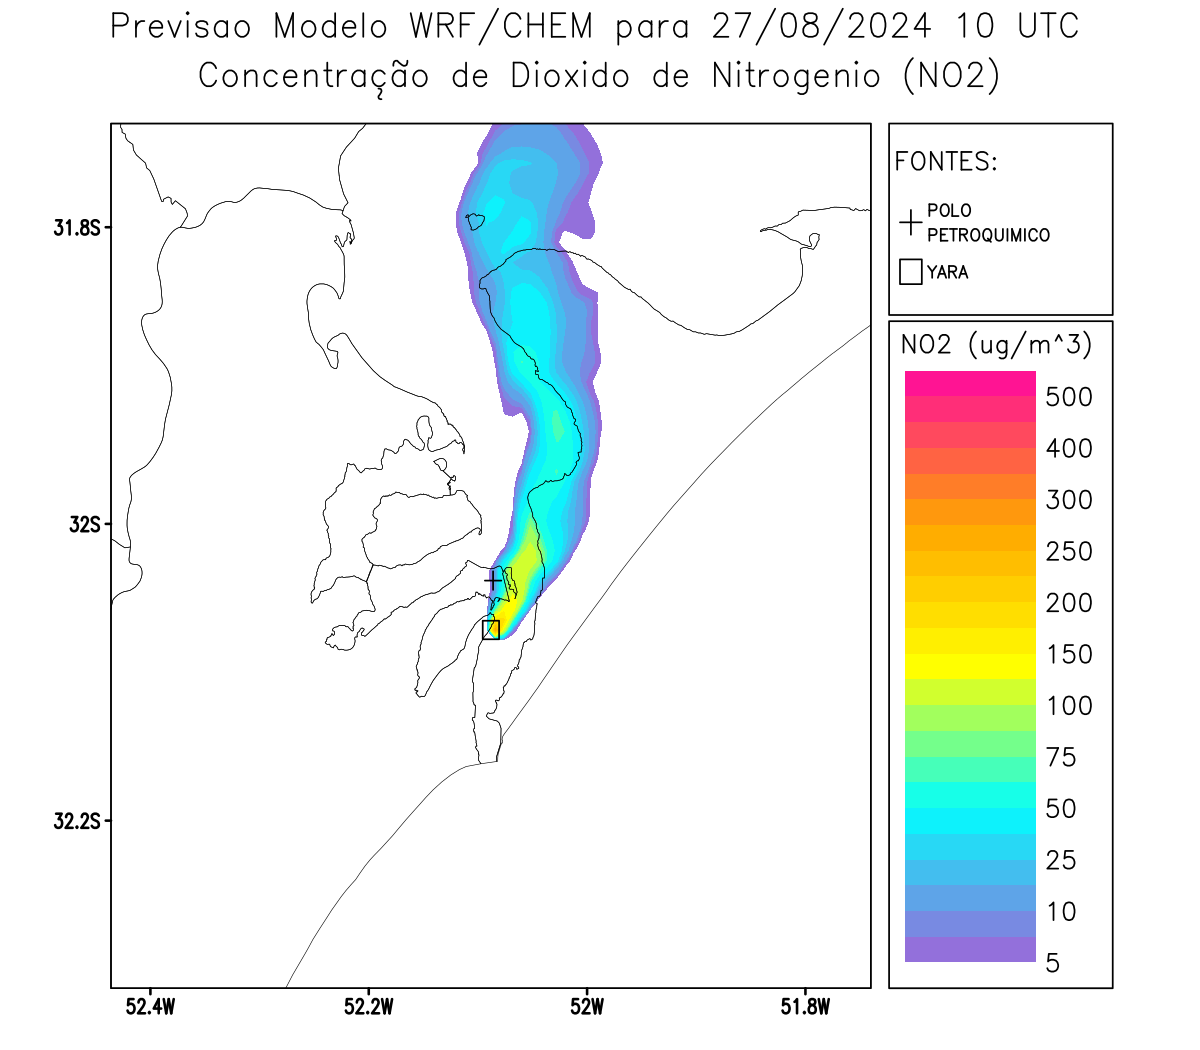 Previsao Modelo WRF/CHEM para 27/08/2024 10 UTC
Concentração de Dioxido de Nitrogenio (NO2)
FONTES:
POLO
PETROQUIMICO
YARA
31.8S
32S
32.2S
52.4W
52.2W
52W
51.8W
NO2 (ug/m^3)
500
400
300
250
200
150
100
75
50
25
10
5